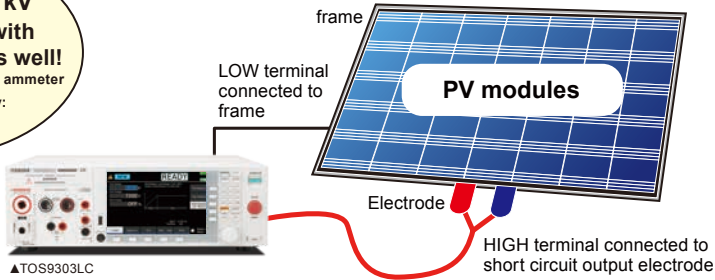 kV
with
s well!
ammeter
frame
LOW terminal
connected to
frame
PV modules
READY
Electrode
HIGH terminal connected to
short circuit output electrode
▲TOS9303LC